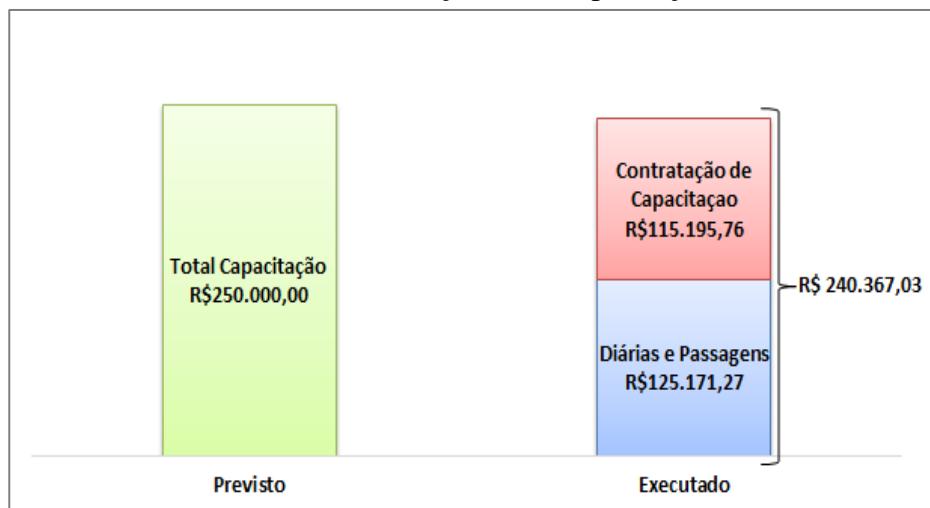 Total Capacitação
R$250.000,00
Contratação de
Capacitaçao
R$115.195,76
Diárias e Passagens
R$125.171,27
R$ 240.367,03
Previsto
Executado